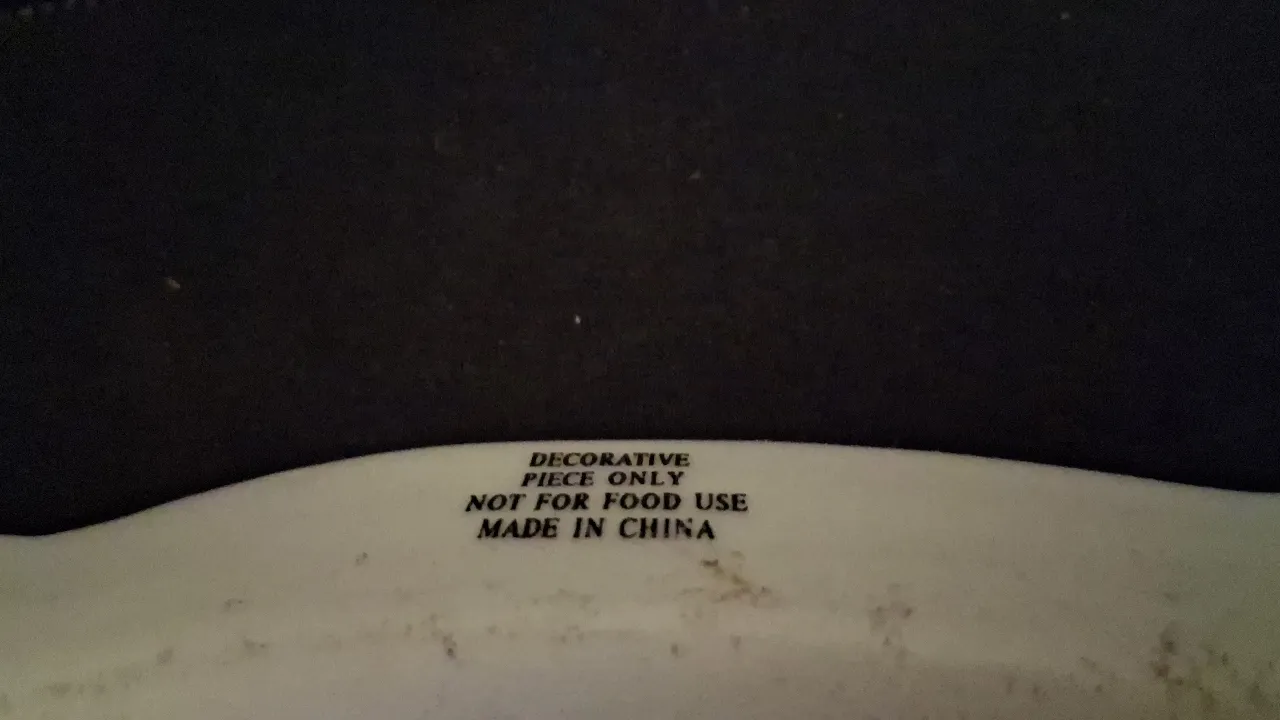 DECORATIVE
PIECE ONLY
NOT FOR FOOD USE
MADE IN CHINA